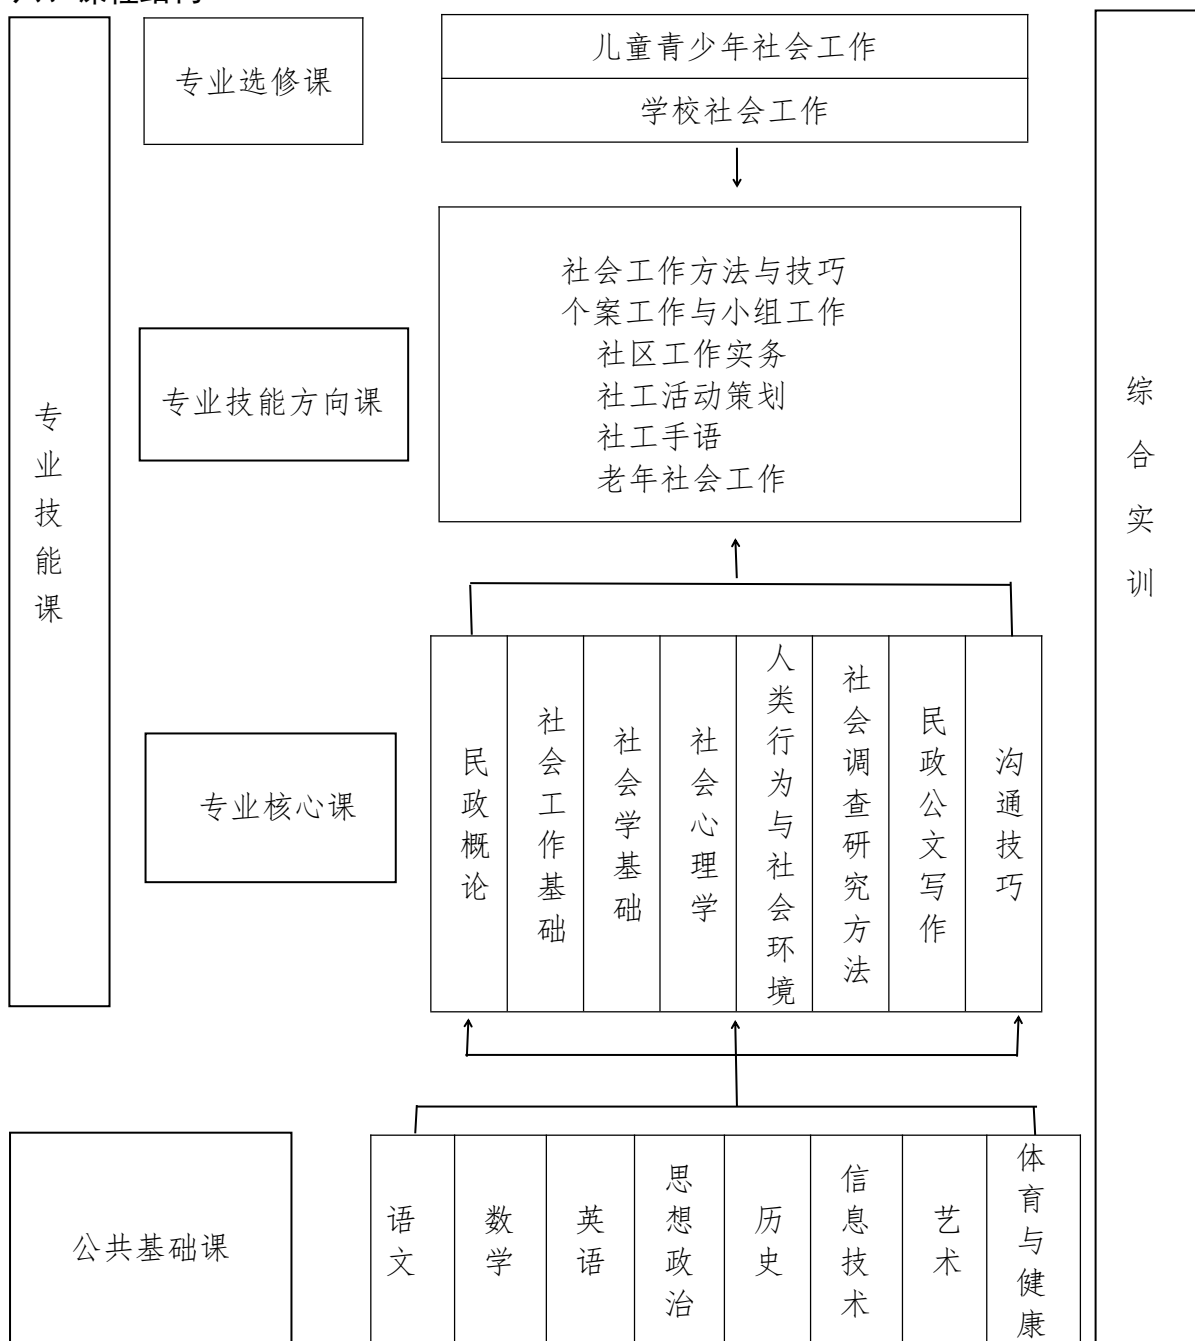 课程结构
专业选修课
儿童青少年社会工作
学校社会工作
专业技能课
专业技能方向课
社会工作方法与技巧
个案工作与小组工作
社区工作实务
社工活动策划
社工手语
老年社会工作
综合实训
专业核心课
民政概论
社会工作基础
社会学基础
社会心理学
人类行为与社会环境
社会调查研究方法
民政公文写作
沟通技巧
公共基础课
语文
数学
英语
思想政治
历史
信息技术
艺术
体育与健康